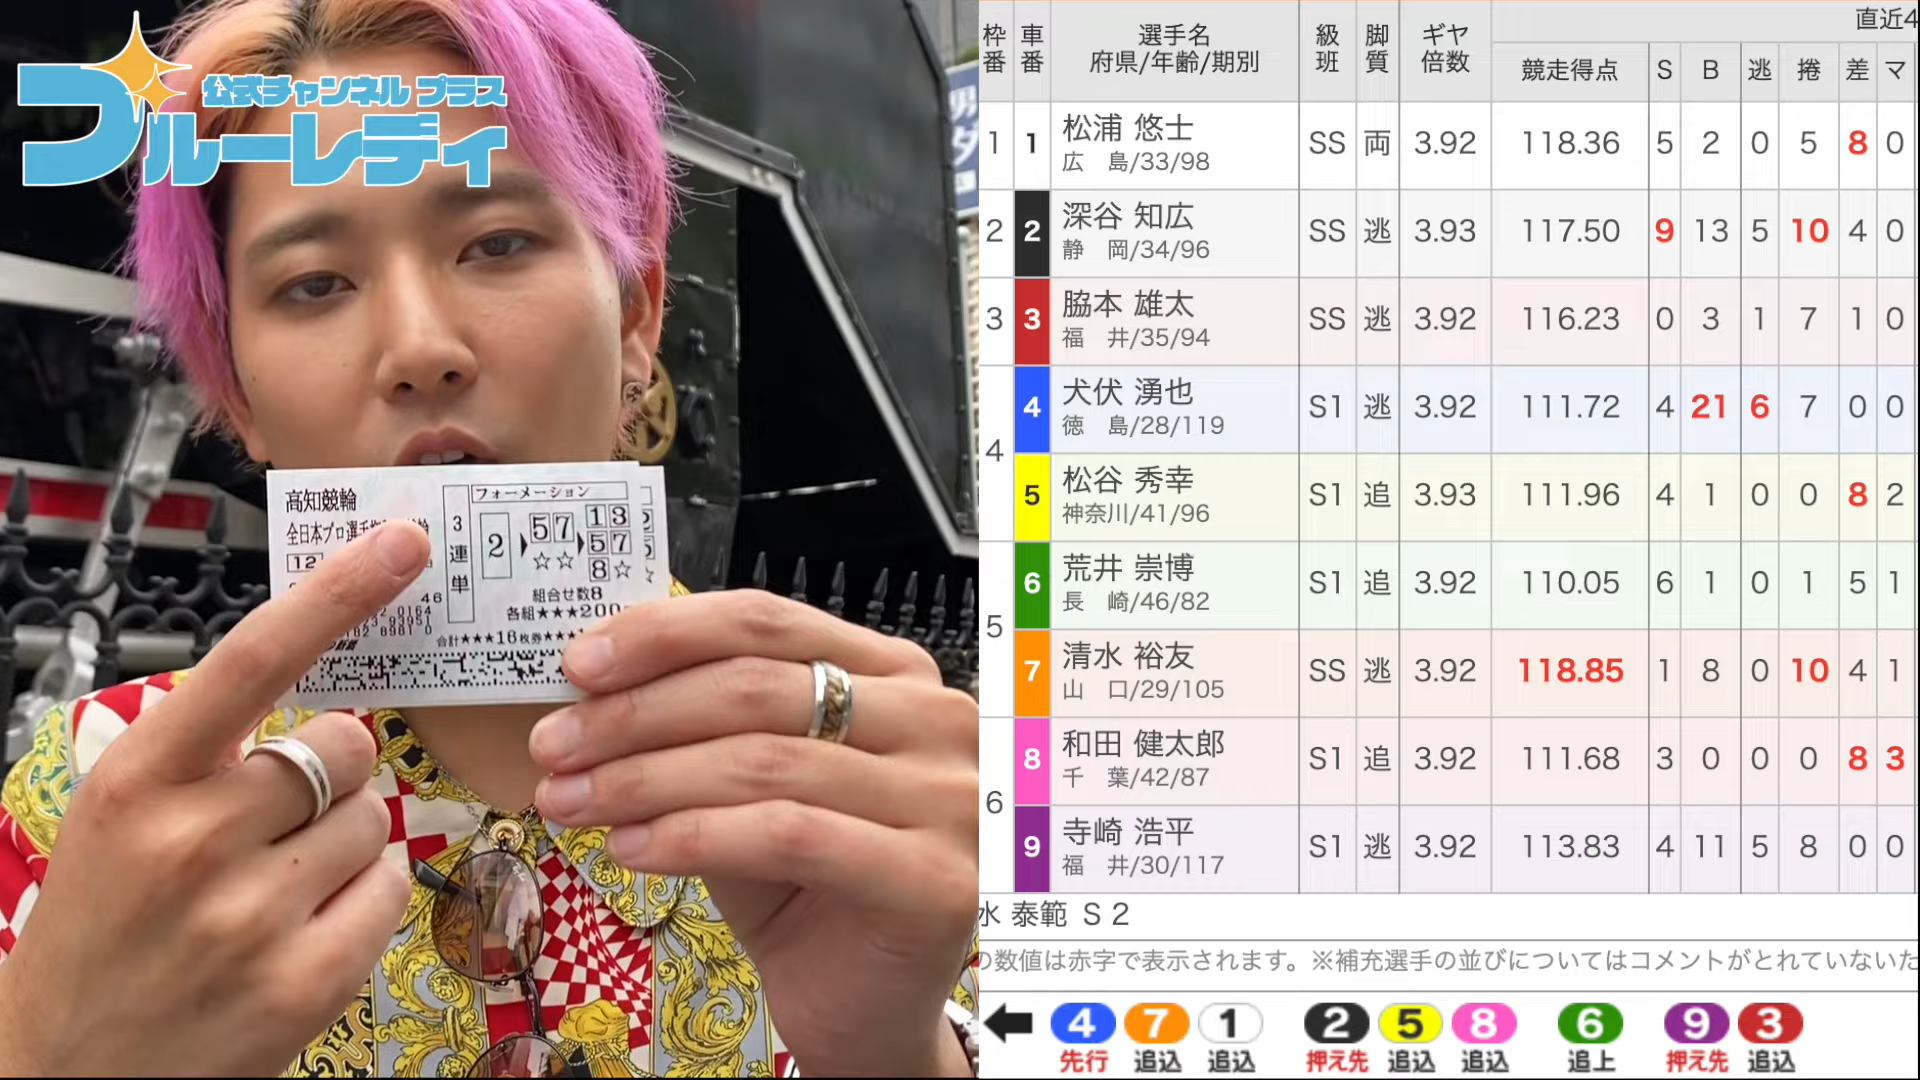 公式チャンネル プラス
ブルーレディ
高知競輪
全日本プロ選手
12
46
0164
93951
8981 0
3連単
フォーメーション
2 57 13
☆☆ 57
8☆
組合せ数8
各組★★★200
合計★★★16枚券★★★
枠番 車番 選手名 府県/年齢/期別 級班 脚質 ギヤ倍数 競走得点 S B 逃 捲 差 マ
直近4
1 1 松浦 悠士 SS 両 3.92 118.36 5 2 0 5 8 0
広 島/33/98
2 2 深谷 知広 SS 逃 3.93 117.50 9 13 5 10 4 0
静 岡/34/96
3 3 脇本 雄太 SS 逃 3.92 116.23 0 3 1 7 1 0
福 井/35/94
4 4 犬伏 湧也 S1 逃 3.92 111.72 4 21 6 7 0 0
徳 島/28/119
5 松谷 秀幸 S1 追 3.93 111.96 4 1 0 0 8 2
神奈川/41/96
5 6 荒井 崇博 S1 追 3.92 110.05 6 1 0 1 5 1
長 崎/46/82
7 清水 裕友 SS 逃 3.92 118.85 1 8 0 10 4 1
山 口/29/105
6 8 和田 健太郎 S1 追 3.92 111.68 3 0 0 0 8 3
千 葉/42/87
9 寺崎 浩平 S1 逃 3.92 113.83 4 11 5 8 0 0
福 井/30/117
水 泰範 S2
の数値は赤字で表示されます。※補充選手の並びについてはコメントがとれていないた
4 7 1 2 5 8 6 9 3
先行 追込 追込 押え先 追込 追込 追上 押え先 追込